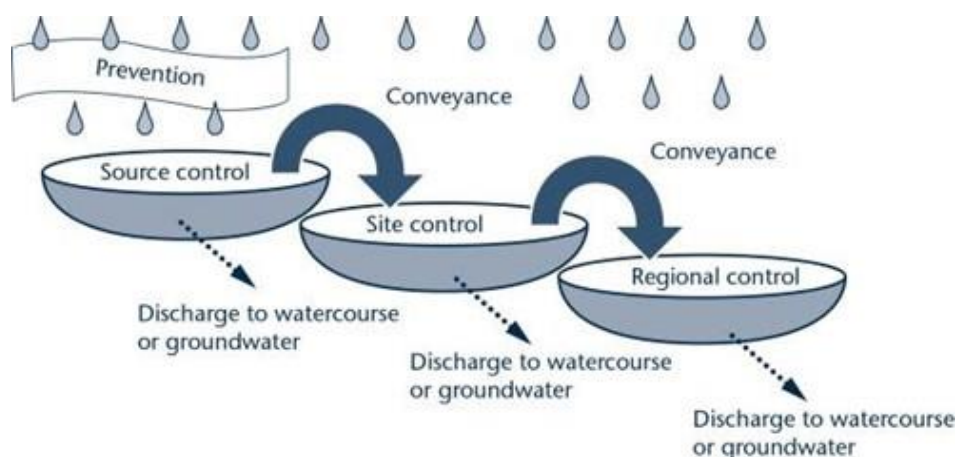 Prevention
Conveyance
Conveyance
Source control
Site control
Regional control
Discharge to watercourse
or groundwater
Discharge to watercourse
or groundwater
Discharge to watercourse
or groundwater